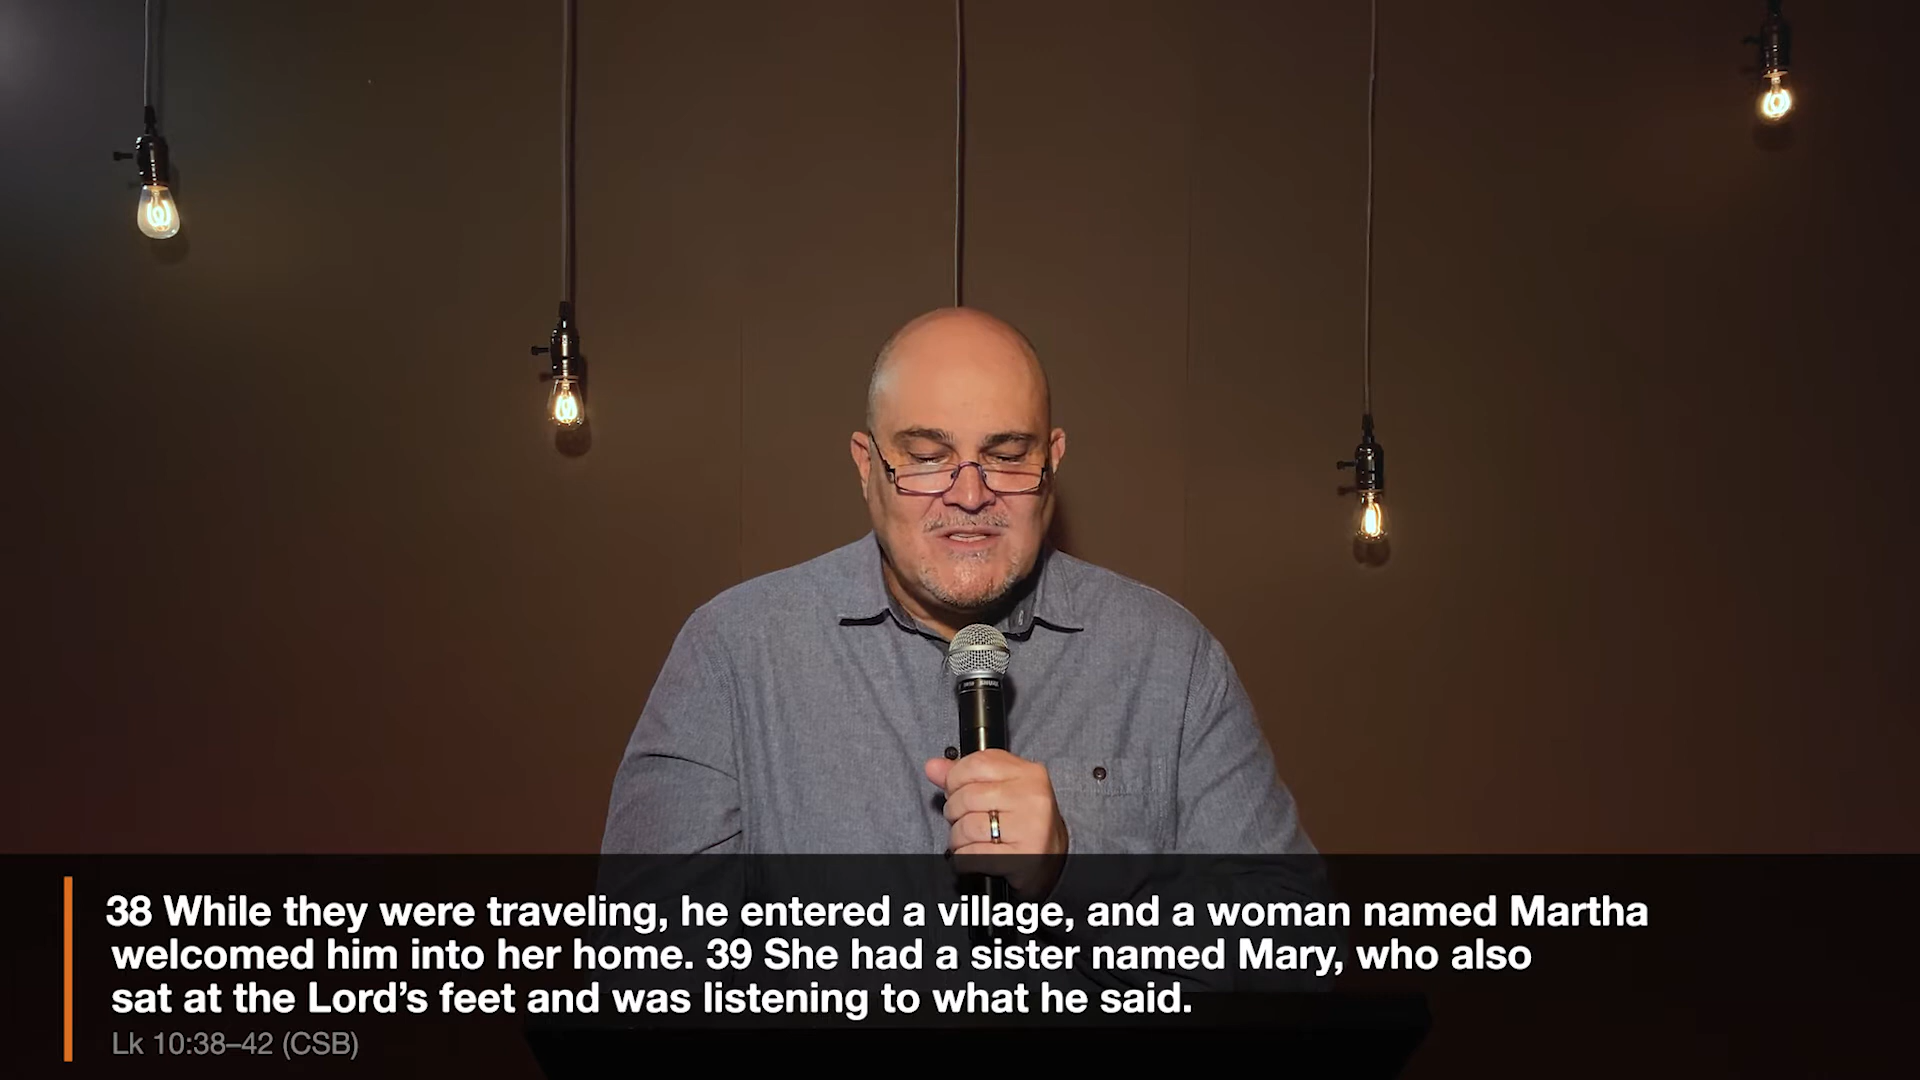 38 While they were traveling, he entered a village, and a woman named Martha
welcomed him into her home. 39 She had a sister named Mary, who also
sat at the Lord’s feet and was listening to what he said.
Lk 10:38–42 (CSB)